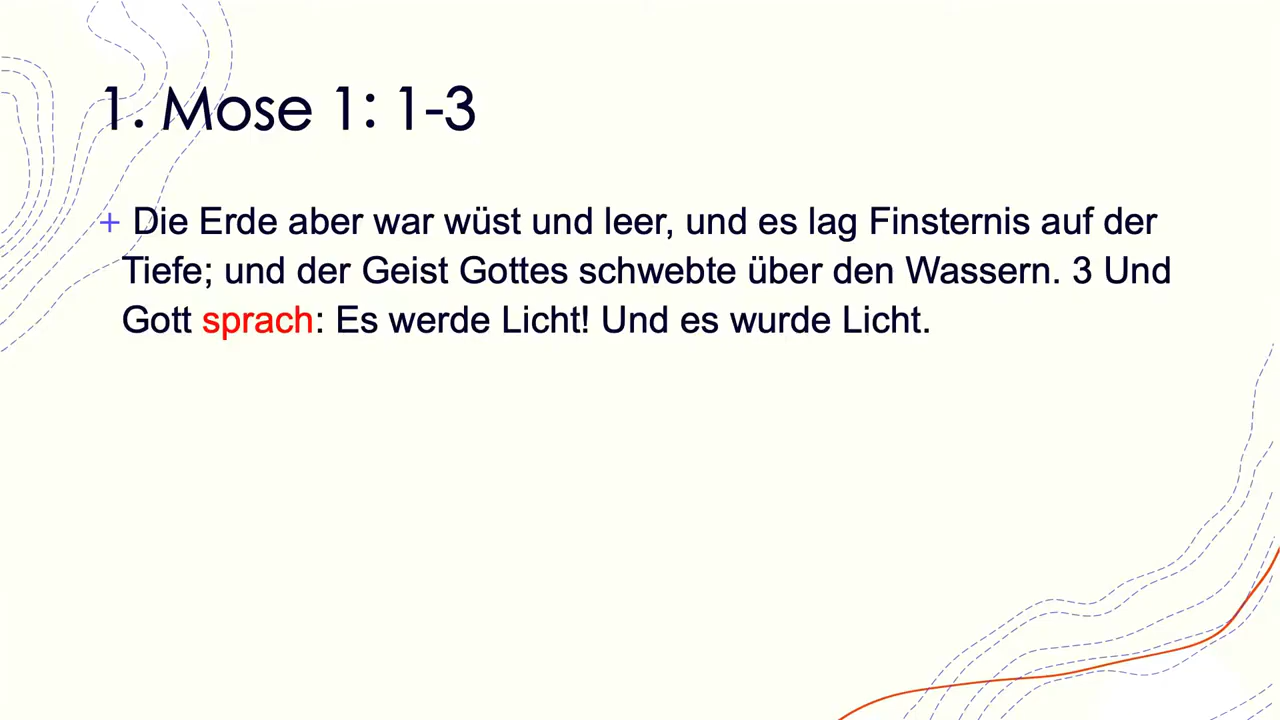 1. Mose 1: 1-3
+ Die Erde aber war wüst und leer, und es lag Finsternis auf der
Tiefe; und der Geist Gottes schwebte über den Wassern. 3 Und
Gott sprach: Es werde Licht! Und es wurde Licht.